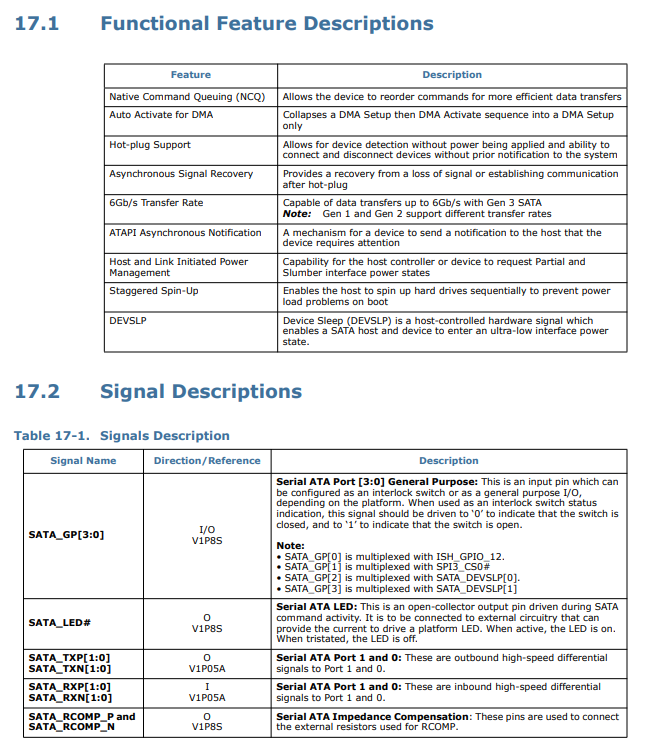 17.1 Functional Feature Descriptions
Feature Description
Native Command Queuing (NCQ) Allows the device to reorder commands for more efficient data transfers
Auto Activate for DMA Collapses a DMA Setup then DMA Activate sequence into a DMA Setup
only
Hot-plug Support Allows for device detection without power being applied and ability to
connect and disconnect devices without prior notification to the system
Asynchronous Signal Recovery Provides a recovery from a loss of signal or establishing communication
after hot-plug
6Gb/s Transfer Rate Capable of data transfers up to 6Gb/s with Gen 3 SATA
Note: Gen 1 and Gen 2 support different transfer rates
ATAPI Asynchronous Notification A mechanism for a device to send a notification to the host that the
device requires attention
Host and Link Initiated Power Capability for the host controller or device to request Partial and
Management Slumber interface power states
Staggered Spin-Up Enables the host to spin up hard drives sequentially to prevent power
load problems on boot
DEVSLP Device Sleep (DEVSLP) is a host-controlled hardware signal which
enables a SATA host and device to enter an ultra-low interface power
state.
17.2 Signal Descriptions
Table 17-1. Signals Description
Signal Name Direction/Reference Description
SATA_GP[3:0]
I/O
V1P8S
Serial ATA Port [3:0] General Purpose: This is an input pin which can
be configured as an interlock switch or as a general purpose I/O,
depending on the platform. When used as an interlock switch status
indication, this signal should be driven to ‘0’ to indicate that the switch is
closed, and to ‘1’ to indicate that the switch is open.
Note:
• SATA_GP[0] is multiplexed with ISH_GPIO_12.
• SATA_GP[1] is multiplexed with SPI3_CS0#
• SATA_GP[2] is multiplexed with SATA_DEVSLP[0].
• SATA_GP[3] is multiplexed with SATA_DEVSLP[1]
SATA_LED#
O
V1P8S
Serial ATA LED: This is an open-collector output pin driven during SATA
command activity. It is to be connected to external circuitry that can
provide the current to drive a platform LED. When active, the LED is on.
When tristated, the LED is off.
SATA_TXP[1:0]
SATA_TXN[1:0]
O
V1P05A
Serial ATA Port 1 and 0: These are outbound high-speed differential
signals to Port 1 and 0.
SATA_RXP[1:0]
SATA_RXN[1:0]
I
V1P05A
Serial ATA Port 1 and 0: These are inbound high-speed differential
signals to Port 1 and 0.
SATA_RCOMP_P and
SATA_RCOMP_N
O
V1P8S
Serial ATA Impedance Compensation: These pins are used to connect
the external resistors used for RCOMP.